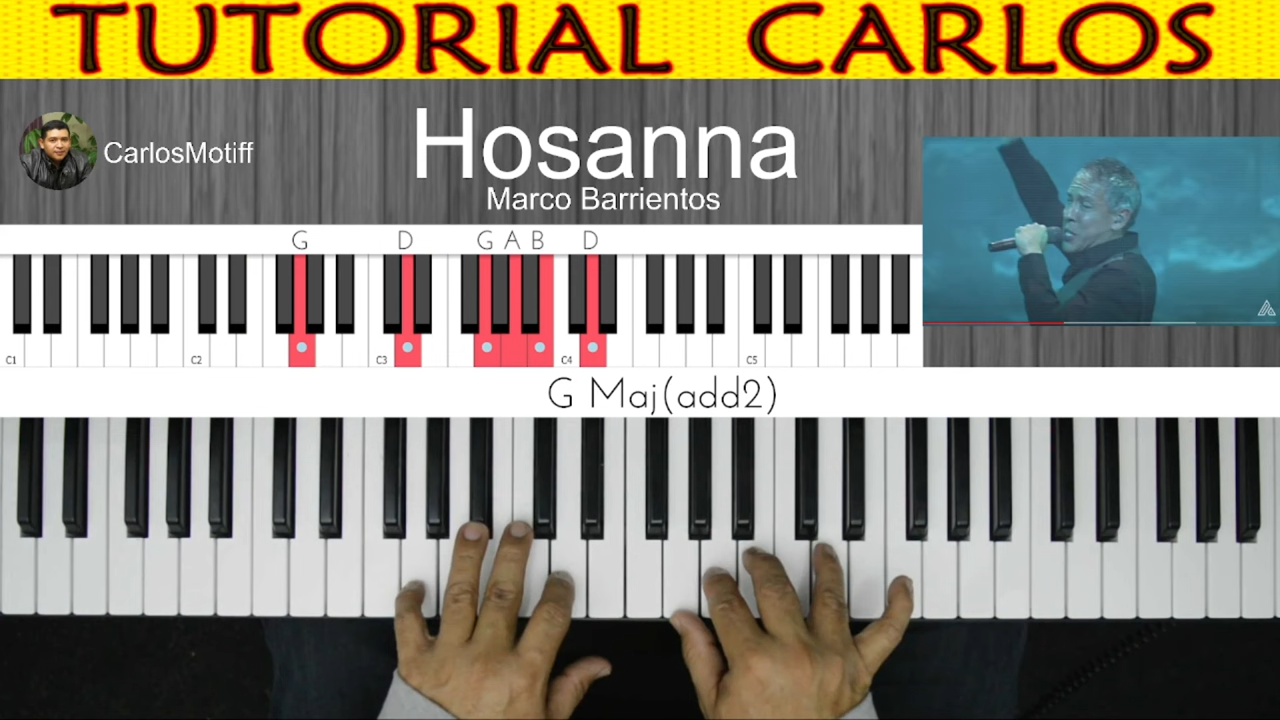 TUTORIAL CARLOS
CarlosMotiff
Hosanna
Marco Barrientos
G D G A B D
C1 C2 C3 C4 C5
G Maj(add2)